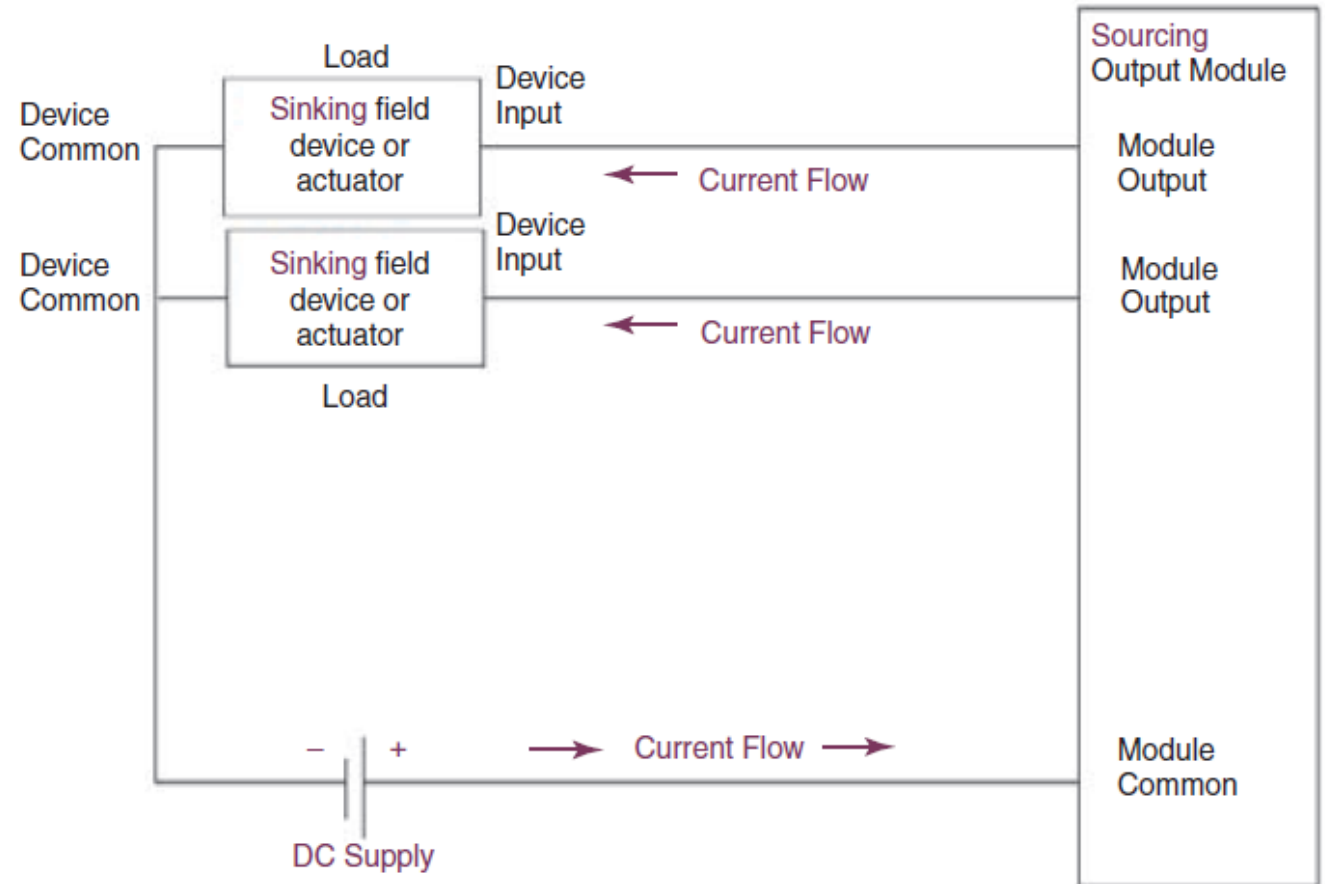 Sourcing
Output Module
Load
Device
Input
Device
Common
Sinking field
device or
actuator
Module
Output
Current Flow
Device
Input
Device
Common
Sinking field
device or
actuator
Module
Output
Current Flow
Load
– +
Current Flow
Module
Common
DC Supply